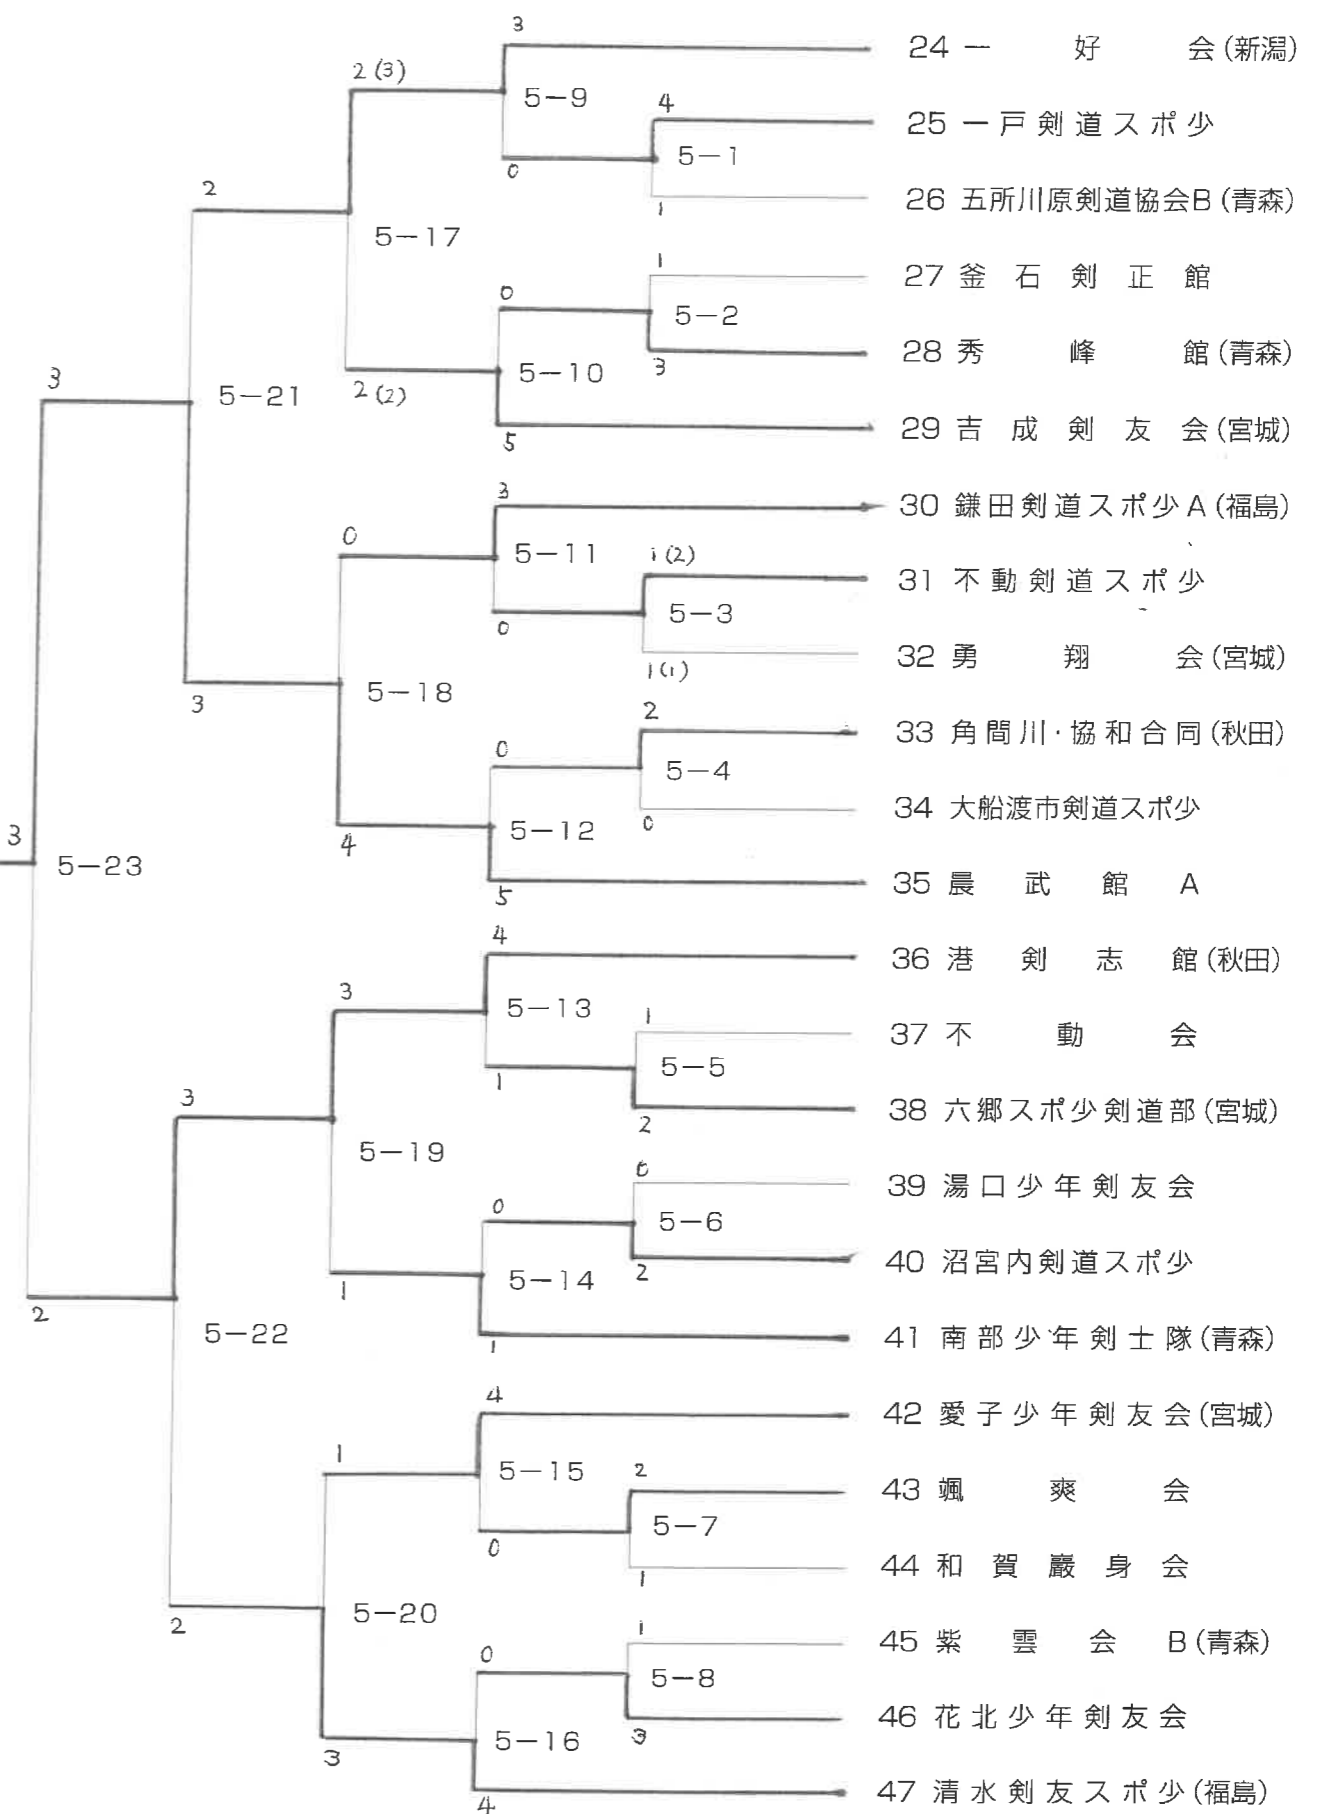 3
24 一好会(新潟)
2(3)
5-9
4
25 一戸剣道スポ少
5-1
0
2
1
26 五所川原剣道協会B(青森)
5-17
1
27 釜石剣正館
0
5-2
3
28 秀峰館(青森)
5-10
3
2(2)
5-21
5
29 吉成剣友会(宮城)
3
30 鎌田剣道スポ少A(福島)
0
5-11
1(2)
31 不動剣道スポ少
5-3
0
1(1)
32 勇翔会(宮城)
5-18
3
2
33 角間川・協和合同(秋田)
0
5-4
34 大船渡市剣道スポ少
0
5-12
3
4
5-23
5
35 晨武館A
4
36 港剣志館(秋田)
3
5-13
1
37 不動会
5-5
1
3
2
38 六郷スポ少剣道部(宮城)
5-19
0
39 湯口少年剣友会
0
5-6
2
40 沼宮内剣道スポ少
5-14
1
2
5-22
1
41 南部少年剣士隊(青森)
4
42 愛子少年剣友会(宮城)
1
5-15
2
43 颯爽会
5-7
0
1
44 和賀巖身会
5-20
2
1
45 紫雲会B(青森)
0
5-8
3
46 花北少年剣友会
5-16
3
4
47 清水剣友スポ少(福島)